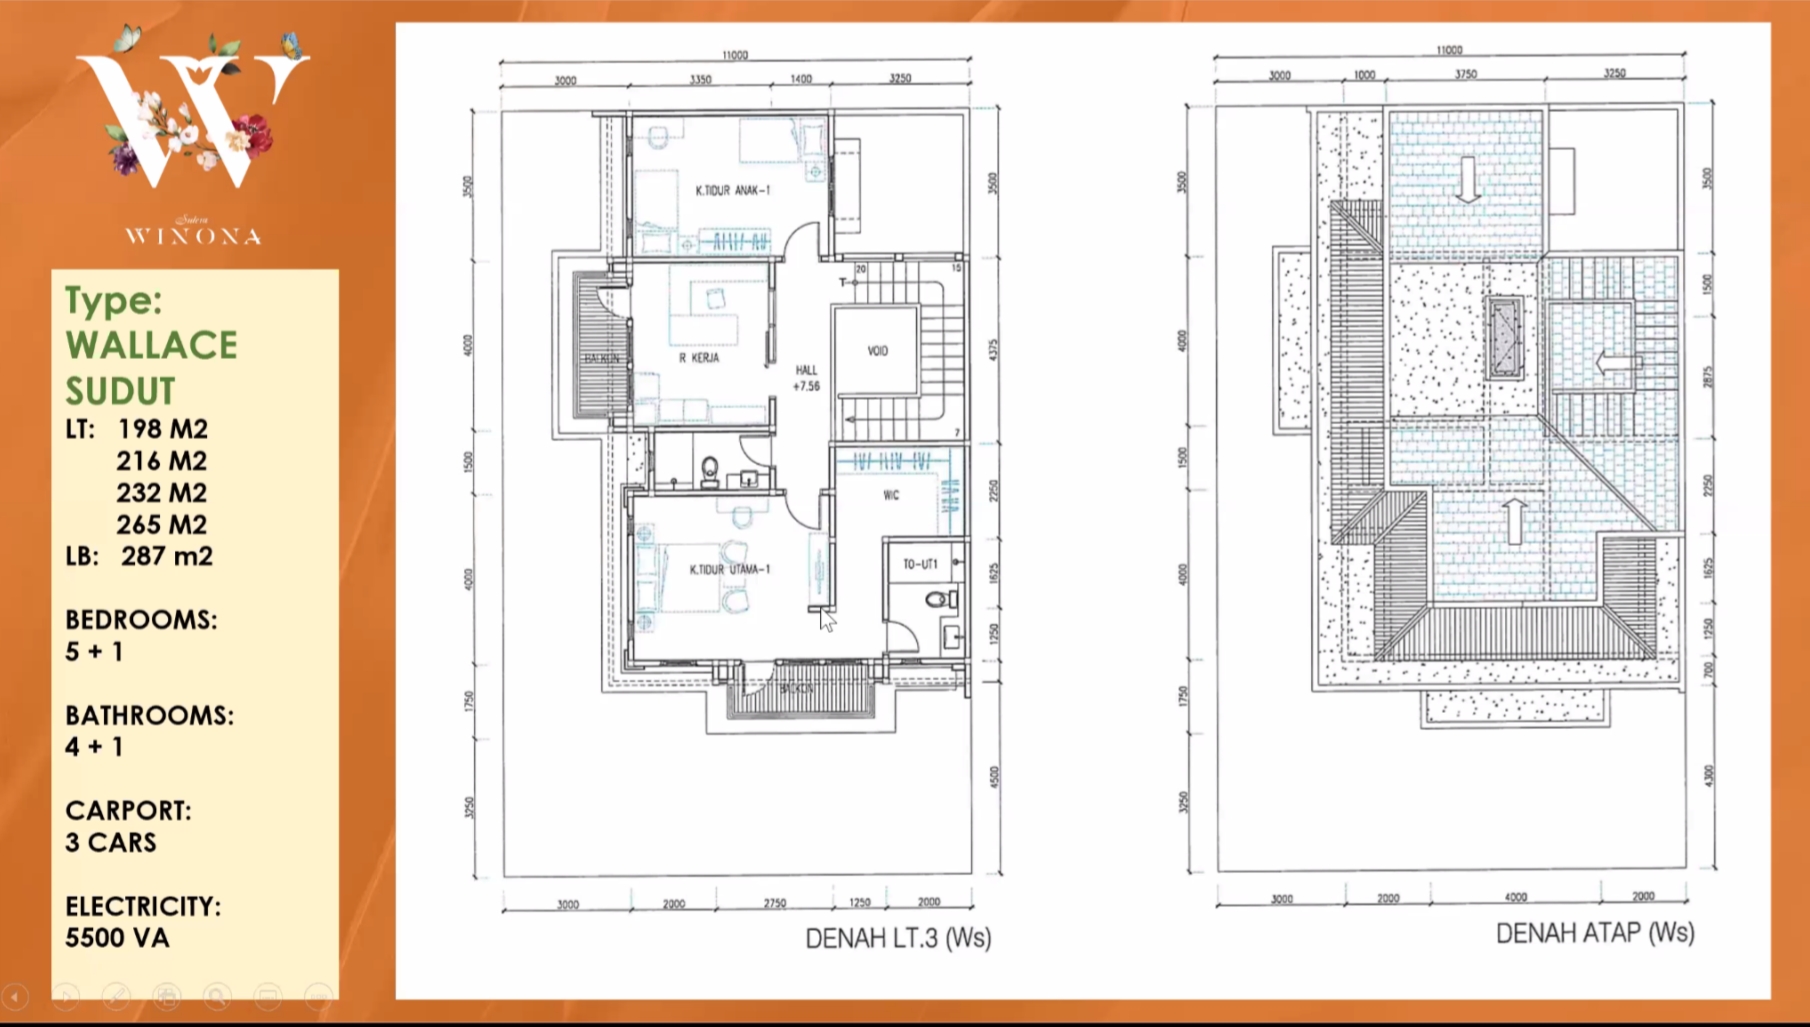 Sutera
WINONA
Type:
WALLACE
SUDUT
LT: 198 M2
216 M2
232 M2
265 M2
LB: 287 m2
BEDROOMS:
5 + 1
BATHROOMS:
4 + 1
CARPORT:
3 CARS
ELECTRICITY:
5500 VA
11000
3000 3350 1400 3250
3500
4000
1500
4000
1750
3250
K.TIDUR ANAK-1
20 15
BALKON
R KERJA
HALL
+7.56
VOID
7
WIC
K.TIDUR UTAMA-1
TO-UT1
BALKON
3500
4375
2250
1625
1250
4500
3000 2000 2750 1250 2000
DENAH LT.3 (Ws)
11000
3000 1000 3750 3250
3500
4000
1500
4000
1750
3250
3500
1500
2875
2250
1625
1250
700
4300
3000 2000 4000 2000
DENAH ATAP (Ws)